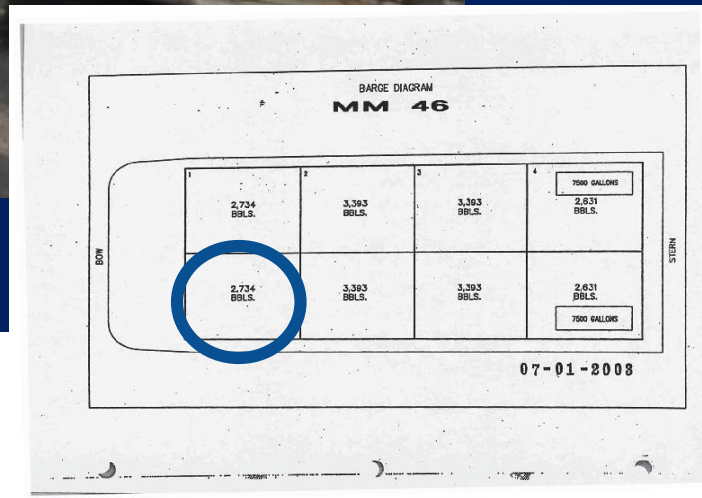 BARGE DIAGRAM
MM 46
BOW
1
2
3
4
7500 GALLONS
2,734
BBLS.
3,393
BBLS.
3,393
BBLS.
2,631
BBLS.
2,734
BBLS.
3,393
BBLS.
3,393
BBLS.
2,631
BBLS.
7500 GALLONS
STERN
07-01-2003